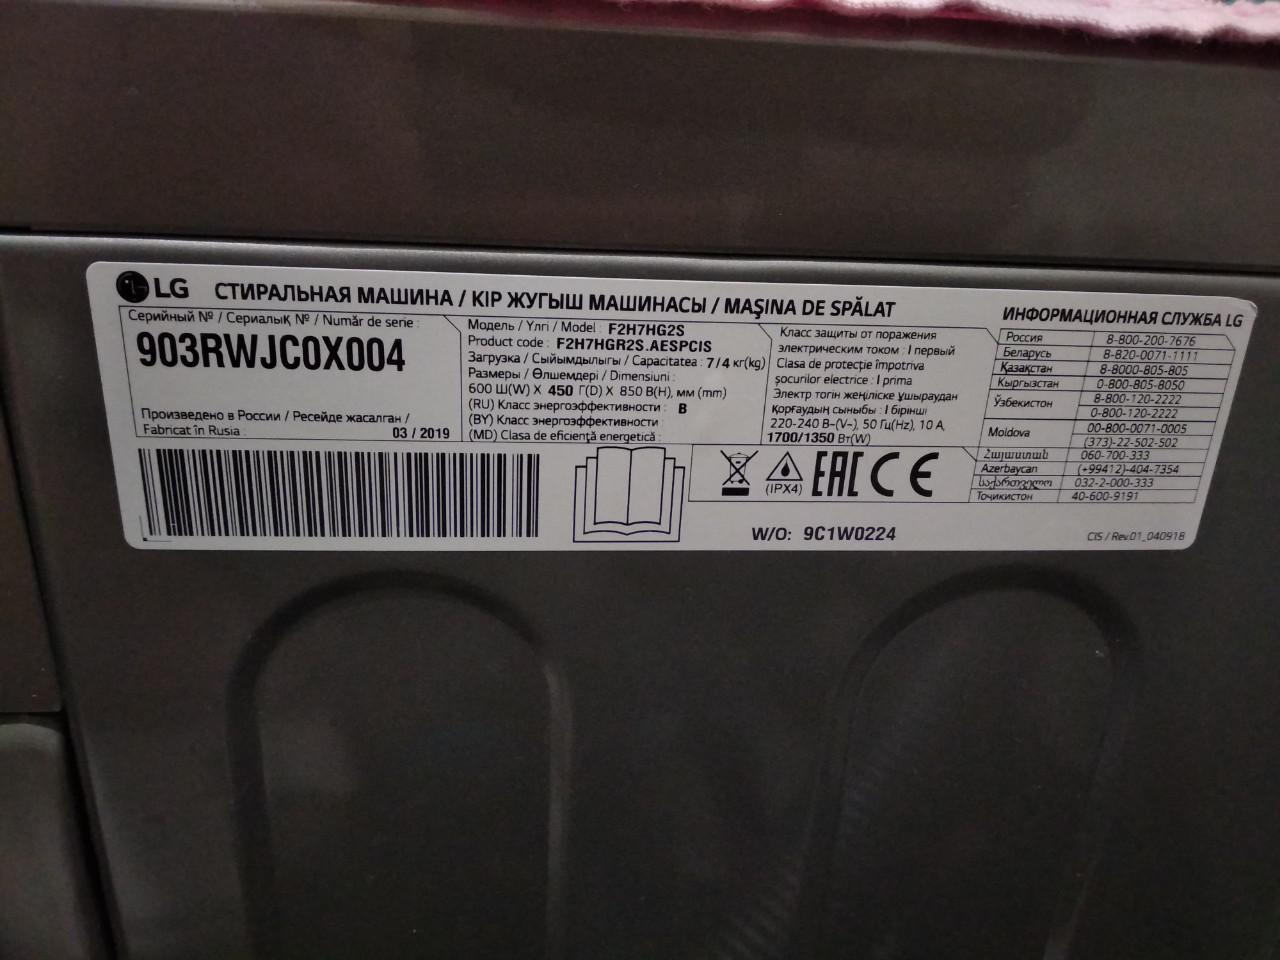 LG СТИРАЛЬНАЯ МАШИНА / КІР ЖУҒЫШ МАШИНАСЫ / MAŞINA DE SPĂLAT
Серийный № / Сериалық № / Număr de serie :
903RWJC0X004
Произведено в России / Ресейде жасалған /
Fabricat în Rusia :
03 / 2019
Модель / Үлгі / Model : F2H7HG2S
Product code : F2H7HGR2S.AESPCIS
Загрузка / Сыйымдылығы / Capacitatea : 7/4 кг(kg)
Размеры / Өлшемдері / Dimensiuni :
600 Ш(W) X 450 Г(D) X 850 В(H), мм (mm)
(RU) Класс энергоэффективности : B
(BY) Класс энергоэффективности :
(MD) Clasa de eficienţă energetică :
Класс защиты от поражения
электрическим током : I первый
Clasa de protecţie împotriva
şocurilor electrice : I prima
Электр тогін жеңіліске ұшыраудан
қорғаудың сыныбы : I бірінші
220-240 В~(V~), 50 Гц(Hz), 10 A,
1700/1350 Вт(W)
(IPX4)
EAC CE
W/O: 9C1W0224
ИНФОРМАЦИОННАЯ СЛУЖБА LG
Россия 8-800-200-7676
Беларусь 8-820-0071-1111
Қазақстан 8-8000-805-805
Кыргызстан 0-800-805-8050
Ўзбекистон 8-800-120-2222
0-800-120-2222
Moldova 00-800-0071-0005
(373)-22-502-502
Հայաստան 060-700-333
Azerbaycan (+99412)-404-7354
საქართველო 032-2-000-333
Тоҷикистон 40-600-9191
CIS / Rev.01_040918